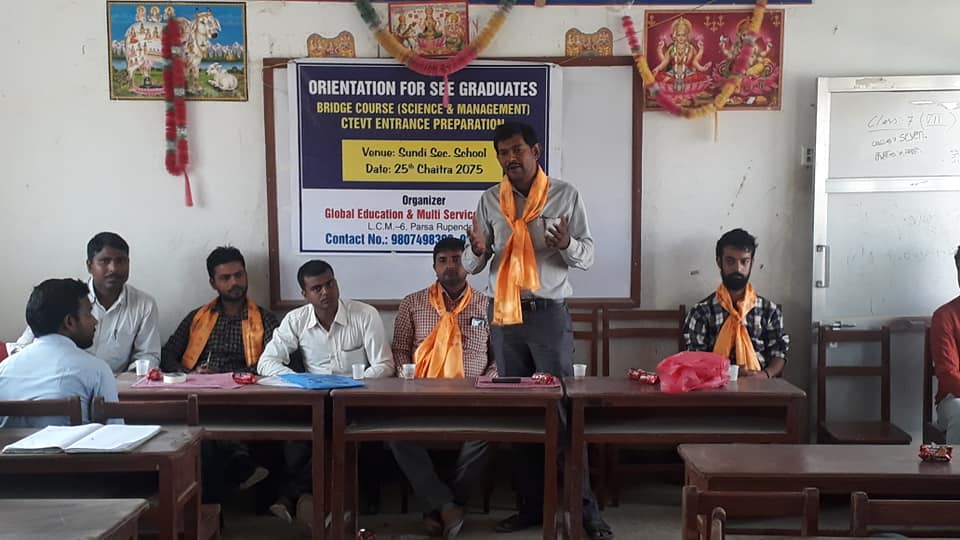 ORIENTATION FOR SEE GRADUATES
BRIDGE COURSE (SCIENCE & MANAGEMENT)
CTEVT ENTRANCE PREPARATION
Venue: Sundi Sec. School
Date: 25th Chaitra 2075
Organizer
Global Education & Multi Service
L.C.M.-6, Parsa Rupende
Contact No.: 98074983
Class: 7 (VII)